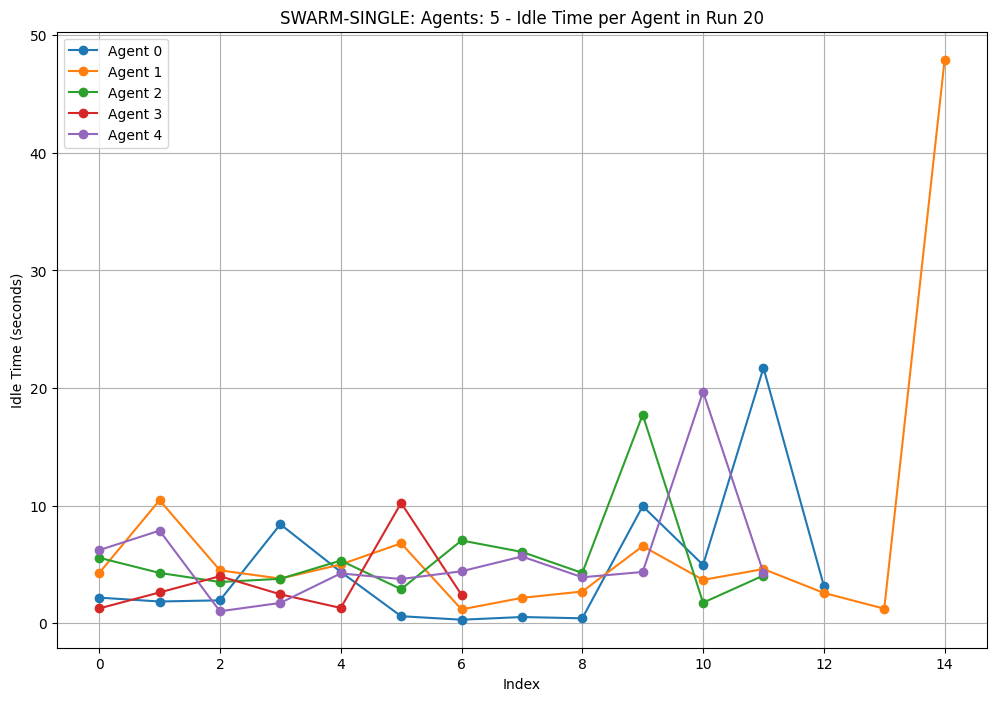 SWARM-SINGLE: Agents: 5 - Idle Time per Agent in Run 20
Agent 0
Agent 1
Agent 2
Agent 3
Agent 4
Idle Time (seconds)
50
40
30
20
10
0
0 2 4 6 8 10 12 14
Index